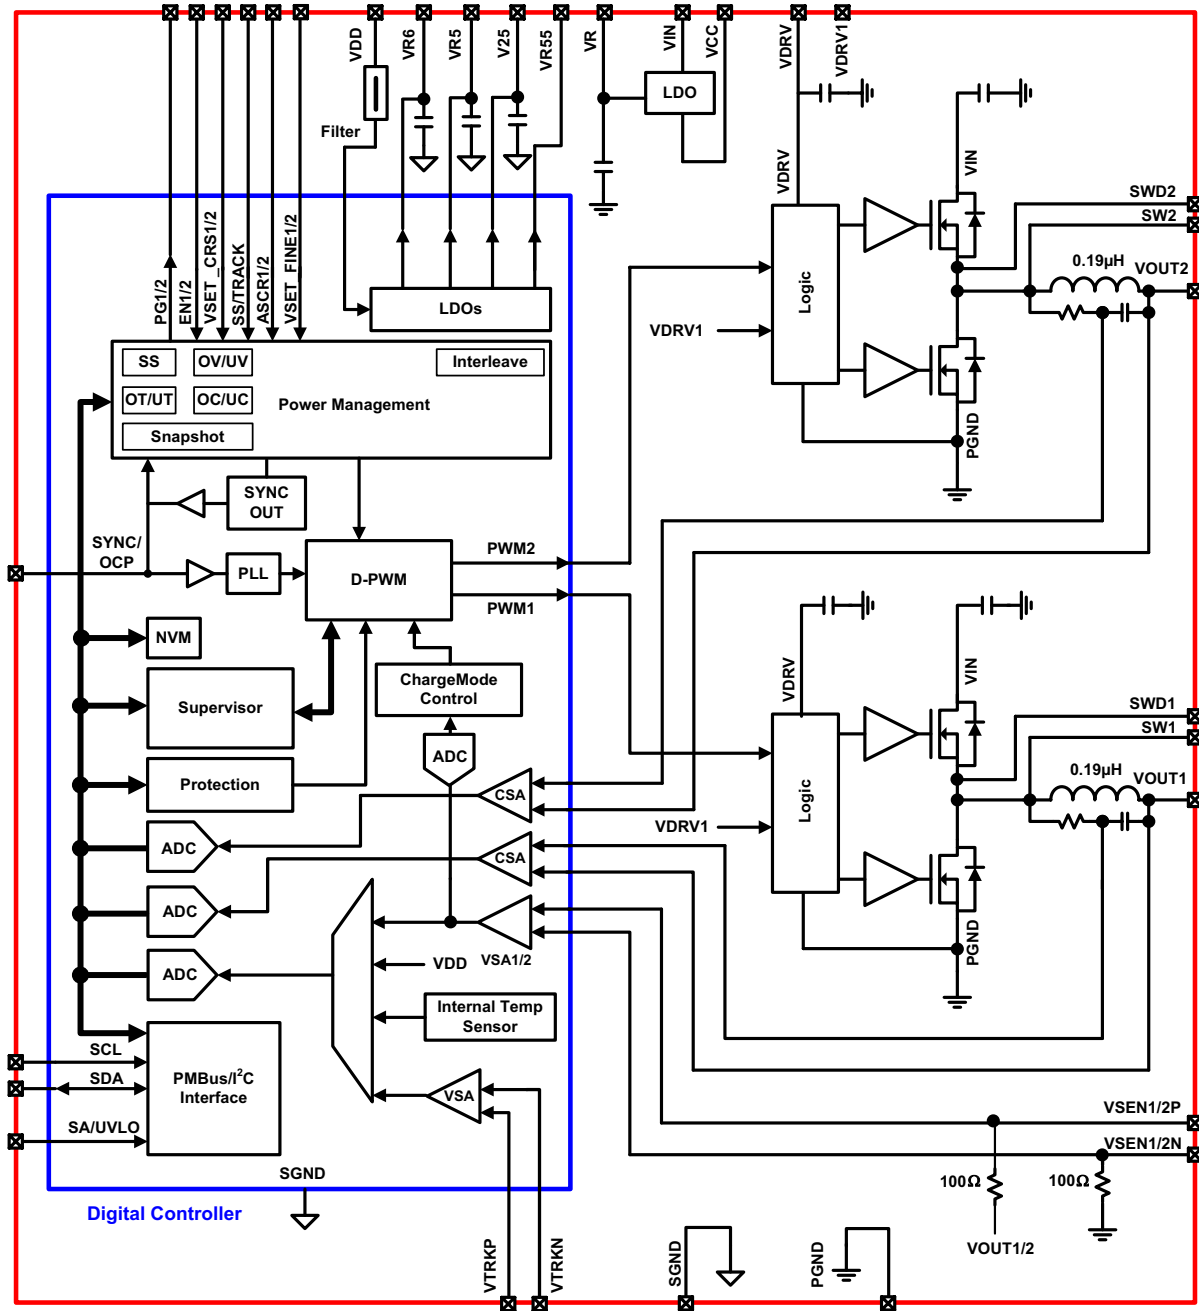 VDD
VR6
VR5
V25
VR55
VR
VIN
VCC
VDRV
VDRV1
LDO
Filter
VDRV
VIN
SWD2
SW2
0.19µH
VOUT2
PG1/2
EN1/2
VSET_CRS1/2
SS/TRACK
ASCR1/2
VSET_FINE1/2
LDOs
Logic
VDRV1
SS
OV/UV
Interleave
OT/UT
OC/UC
Power Management
Snapshot
PGND
SYNC
OUT
SYNC/
OCP
PLL
D-PWM
PWM2
PWM1
NVM
ChargeMode
Control
Supervisor
ADC
Protection
CSA
VDRV
VIN
SWD1
SW1
0.19µH
VOUT1
Logic
VDRV1
ADC
CSA
ADC
VSA1/2
PGND
ADC
VDD
Internal Temp
Sensor
SCL
SDA
PMBus/I²C
Interface
VSA
SA/UVLO
VSEN1/2P
VSEN1/2N
SGND
100Ω
100Ω
Digital Controller
VTRKP
VTRKN
SGND
PGND
VOUT1/2